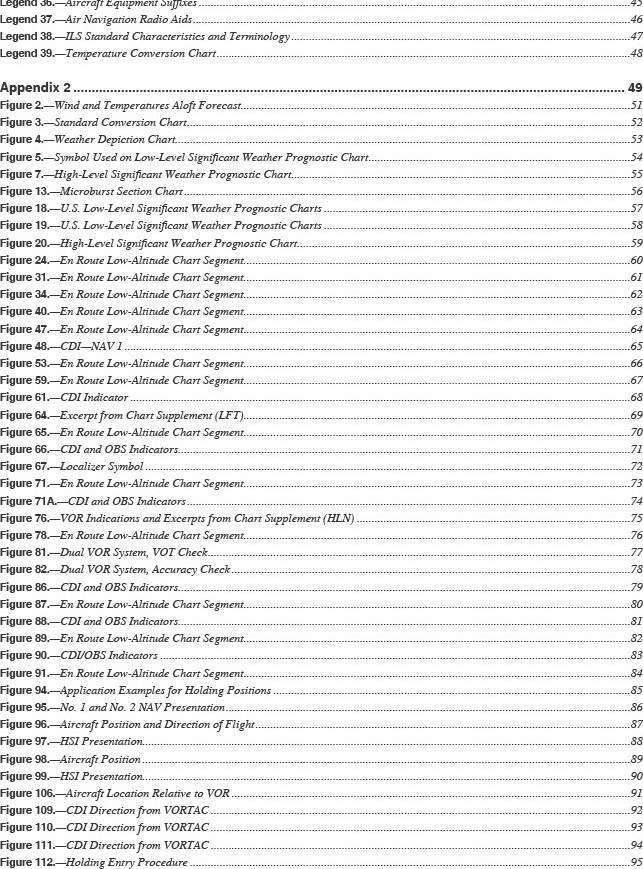 Legend 36.—Aircraft Equipment Suffixes 45
Legend 37.—Air Navigation Radio Aids 46
Legend 38.—ILS Standard Characteristics and Terminology 47
Legend 39.—Temperature Conversion Chart 48
Appendix 2 49
Figure 2.—Wind and Temperatures Aloft Forecast 51
Figure 3.—Standard Conversion Chart 52
Figure 4.—Weather Depiction Chart 53
Figure 5.—Symbol Used on Low-Level Significant Weather Prognostic Chart 54
Figure 7.—High-Level Significant Weather Prognostic Chart 55
Figure 13.—Microburst Section Chart 56
Figure 18.—U.S. Low-Level Significant Weather Prognostic Charts 57
Figure 19.—U.S. Low-Level Significant Weather Prognostic Charts 58
Figure 20.—High-Level Significant Weather Prognostic Chart 59
Figure 24.—En Route Low-Altitude Chart Segment 60
Figure 31.—En Route Low-Altitude Chart Segment 61
Figure 34.—En Route Low-Altitude Chart Segment 62
Figure 40.—En Route Low-Altitude Chart Segment 63
Figure 47.—En Route Low-Altitude Chart Segment 64
Figure 48.—CDI—NAV 1 65
Figure 53.—En Route Low-Altitude Chart Segment 66
Figure 59.—En Route Low-Altitude Chart Segment 67
Figure 61.—CDI Indicator 68
Figure 64.—Excerpt from Chart Supplement (LFT) 69
Figure 65.—En Route Low-Altitude Chart Segment 70
Figure 66.—CDI and OBS Indicators 71
Figure 67.—Localizer Symbol 72
Figure 71.—En Route Low-Altitude Chart Segment 73
Figure 71A.—CDI and OBS Indicators 74
Figure 76.—VOR Indications and Excerpts from Chart Supplement (HLN) 75
Figure 78.—En Route Low-Altitude Chart Segment 76
Figure 81.—Dual VOR System, VOT Check 77
Figure 82.—Dual VOR System, Accuracy Check 78
Figure 86.—CDI and OBS Indicators 79
Figure 87.—En Route Low-Altitude Chart Segment 80
Figure 88.—CDI and OBS Indicators 81
Figure 89.—En Route Low-Altitude Chart Segment 82
Figure 90.—CDI/OBS Indicators 83
Figure 91.—En Route Low-Altitude Chart Segment 84
Figure 94.—Application Examples for Holding Positions 85
Figure 95.—No. 1 and No. 2 NAV Presentation 86
Figure 96.—Aircraft Position and Direction of Flight 87
Figure 97.—HSI Presentation 88
Figure 98.—Aircraft Position 89
Figure 99.—HSI Presentation 90
Figure 106.—Aircraft Location Relative to VOR 91
Figure 109.—CDI Direction from VORTAC 92
Figure 110.—CDI Direction from VORTAC 93
Figure 111.—CDI Direction from VORTAC 94
Figure 112.—Holding Entry Procedure 95